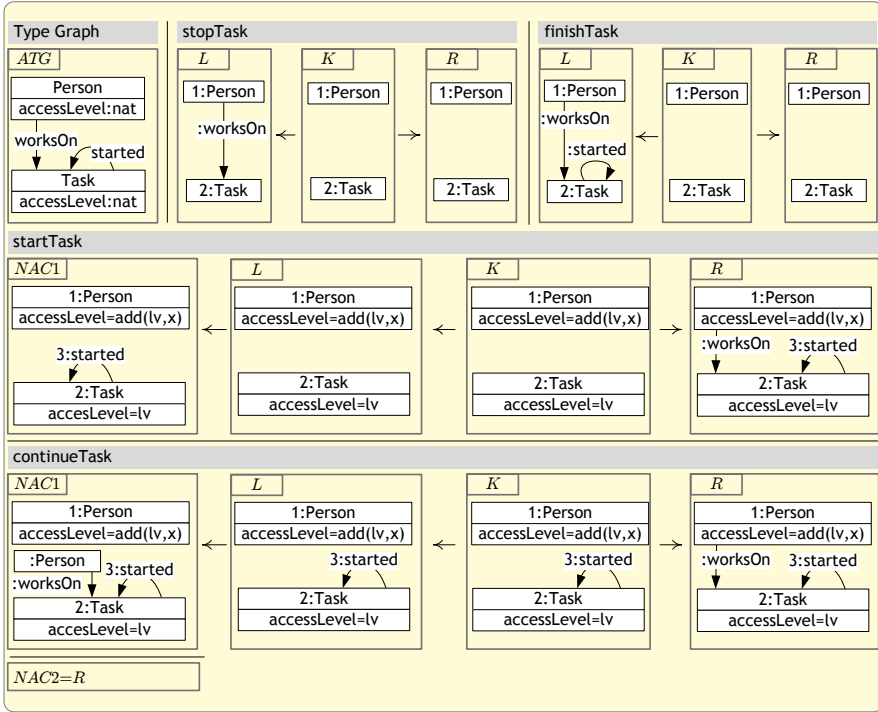 Type Graph
stopTask
finishTask
ATG
L
K
R
L
K
R
Person
accessLevel:nat
worksOn
started
Task
accessLevel:nat
1:Person
:worksOn
2:Task
1:Person
2:Task
1:Person
2:Task
1:Person
:worksOn
:started
2:Task
1:Person
2:Task
1:Person
2:Task
startTask
NAC1
1:Person
accessLevel=add(lv,x)
3:started
2:Task
accesLevel=lv
L
1:Person
accessLevel=add(lv,x)
2:Task
accessLevel=lv
K
1:Person
accessLevel=add(lv,x)
2:Task
accessLevel=lv
R
1:Person
accessLevel=add(lv,x)
:worksOn
3:started
2:Task
accessLevel=lv
continueTask
NAC1
1:Person
accessLevel=add(lv,x)
:Person
:worksOn
3:started
2:Task
accesLevel=lv
L
1:Person
accessLevel=add(lv,x)
3:started
2:Task
accessLevel=lv
K
1:Person
accessLevel=add(lv,x)
3:started
2:Task
accessLevel=lv
R
1:Person
accessLevel=add(lv,x)
:worksOn
3:started
2:Task
accessLevel=lv
NAC2=R